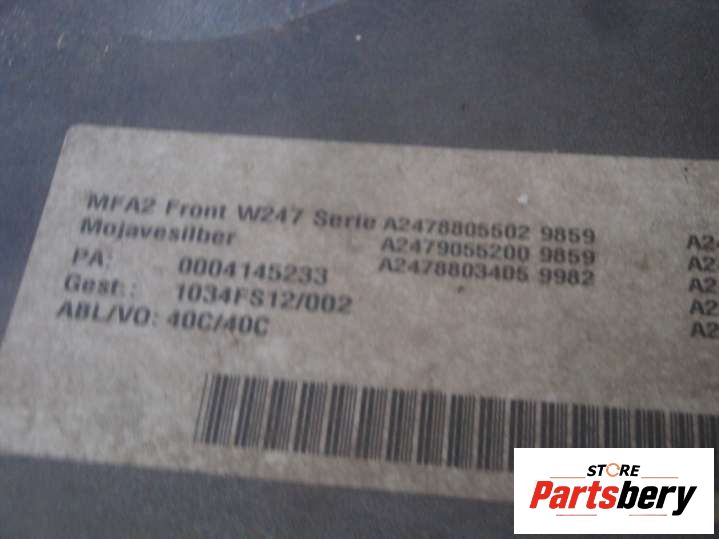 MFA2 Front W247 Serie A2478805502 9859
Mojavesilber A2479055200 9859
PA: 0004145233 A2478803405 9982
Gest.: 1034FS12/002
ABL/VO: 40C/40C
STORE
Partsbery